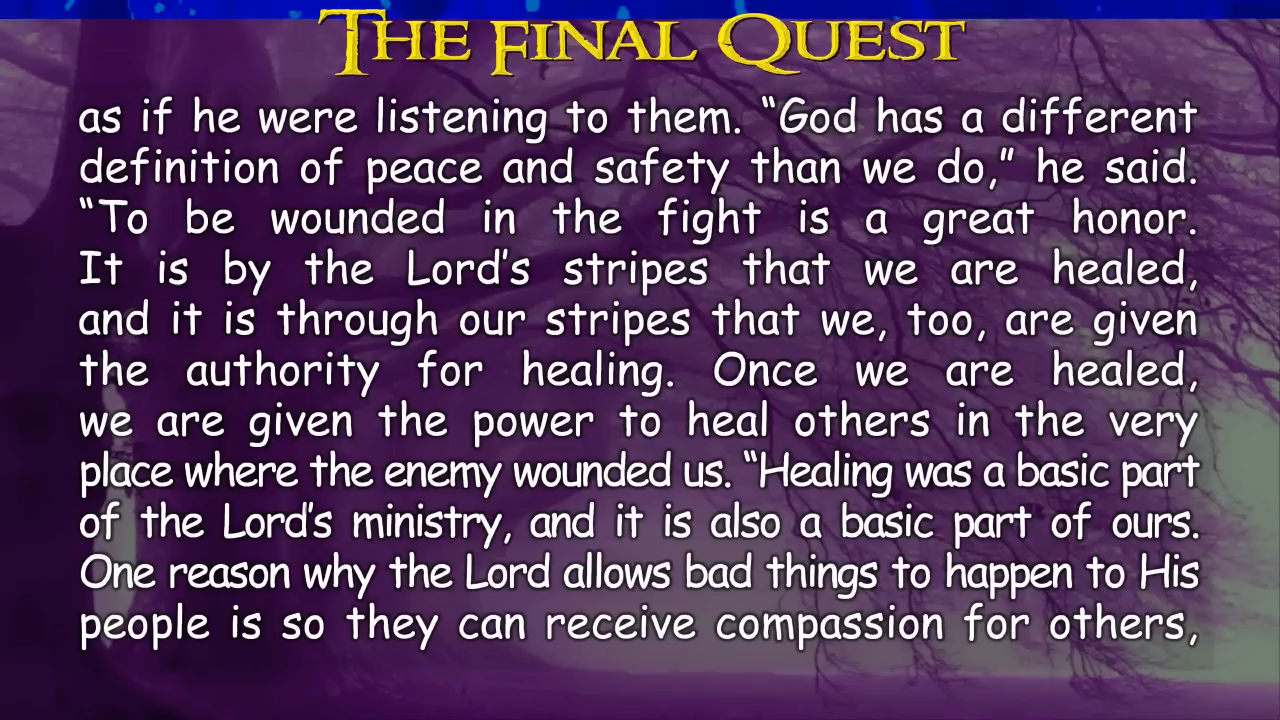 THE FINAL QUEST
as if he were listening to them. “God has a different
definition of peace and safety than we do,” he said.
“To be wounded in the fight is a great honor.
It is by the Lord’s stripes that we are healed,
and it is through our stripes that we, too, are given
the authority for healing. Once we are healed,
we are given the power to heal others in the very
place where the enemy wounded us. “Healing was a basic part
of the Lord’s ministry, and it is also a basic part of ours.
One reason why the Lord allows bad things to happen to His
people is so they can receive compassion for others,